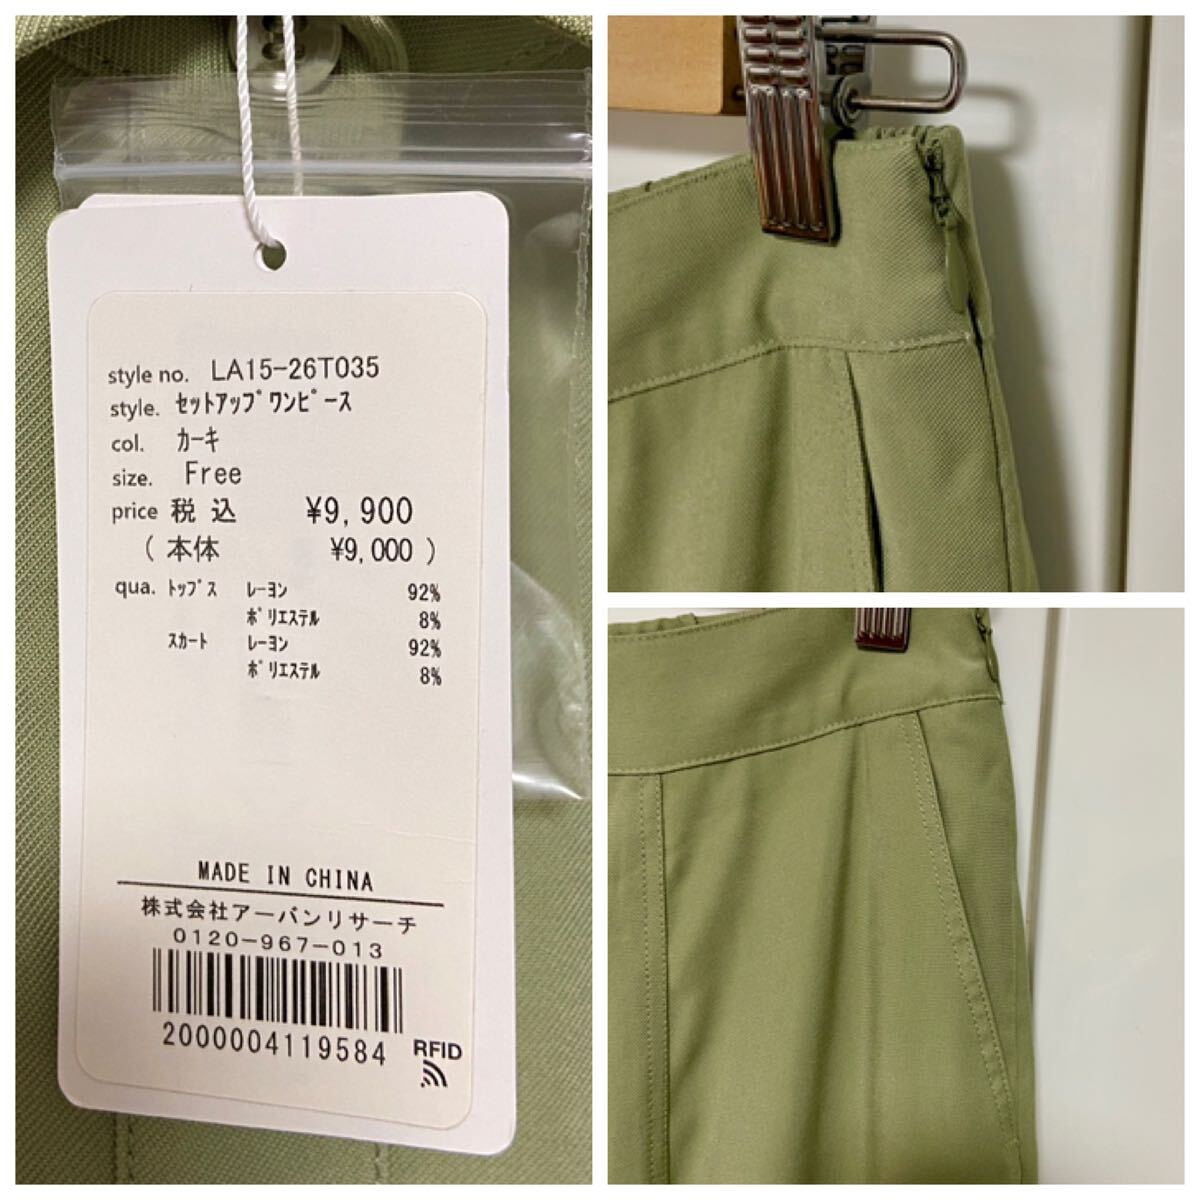 style no. LA15-26T035
style. ｾｯﾄｱｯﾌﾟﾜﾝﾋﾟｰｽ
col. ｶｰｷ
size. Free
price 税込 ¥9,900
( 本体 ¥9,000 )
qua. ﾄｯﾌﾟｽ ﾚｰﾖﾝ 92%
ﾎﾟﾘｴｽﾃﾙ 8%
ｽｶｰﾄ ﾚｰﾖﾝ 92%
ﾎﾟﾘｴｽﾃﾙ 8%
MADE IN CHINA
株式会社アーバンリサーチ
0120-967-013
2000004119584
RFID